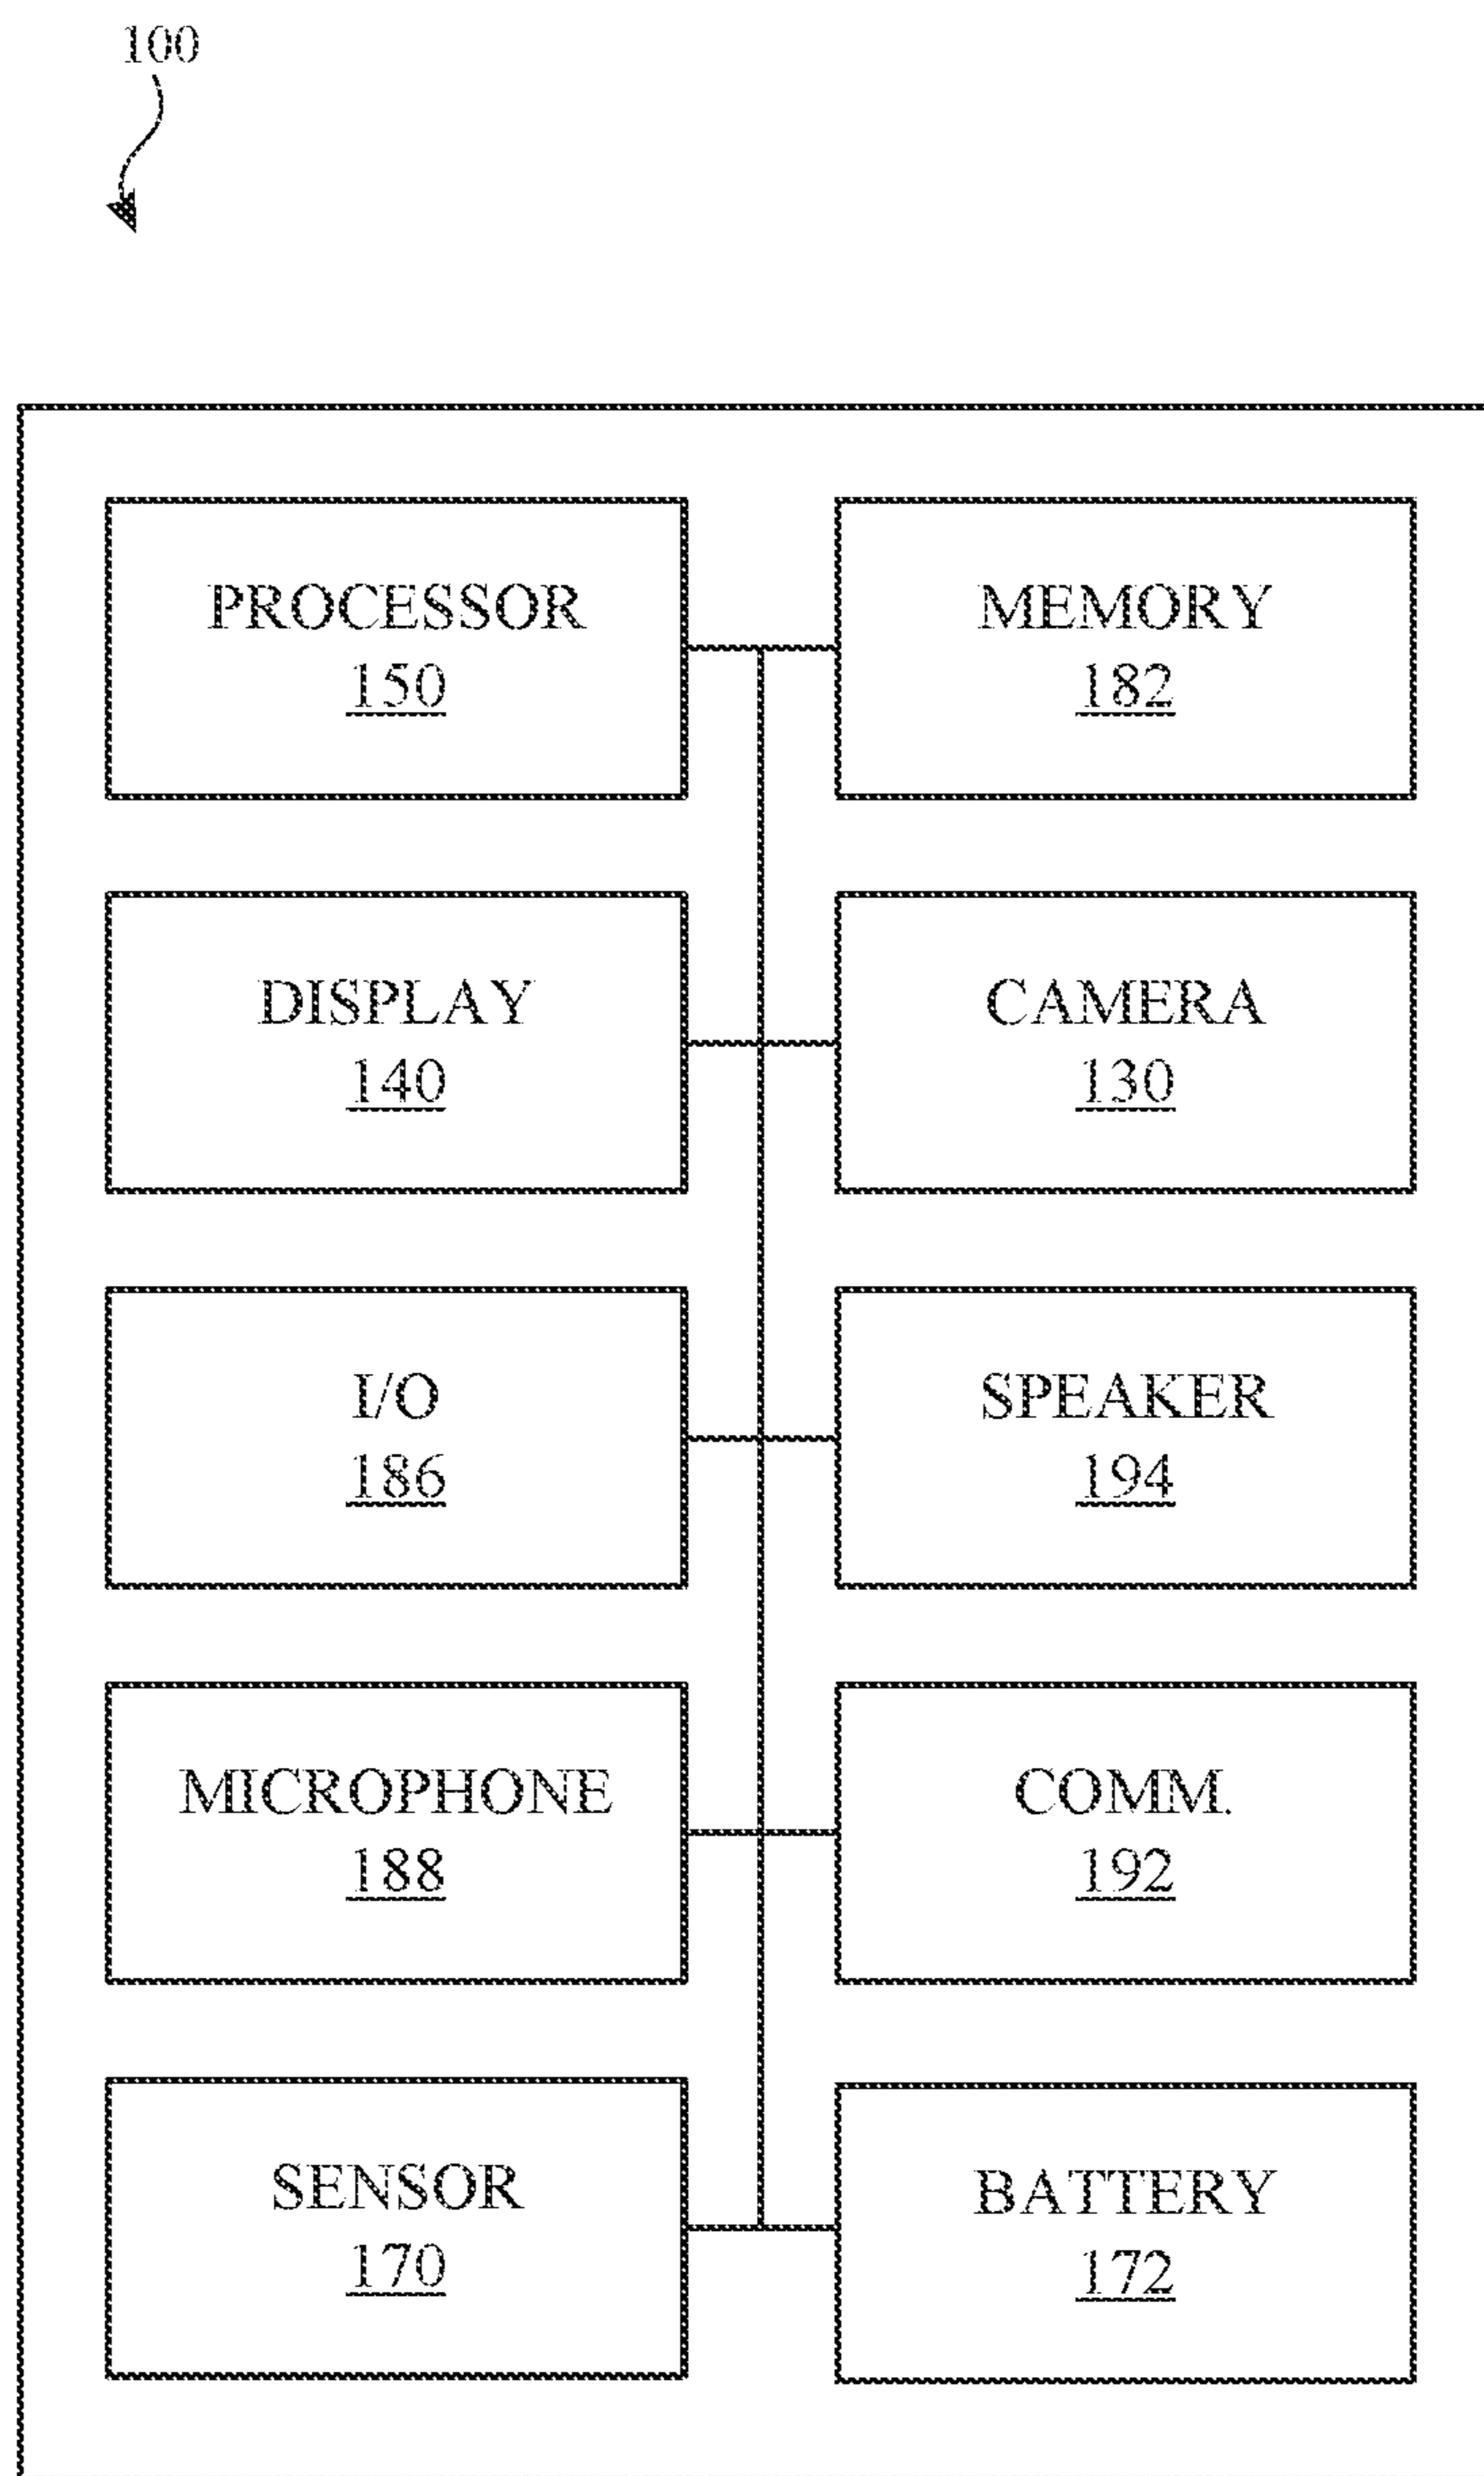 100
PROCESSOR
150
MEMORY
182
DISPLAY
140
CAMERA
130
I/O
186
SPEAKER
194
MICROPHONE
188
COMM.
192
SENSOR
170
BATTERY
172